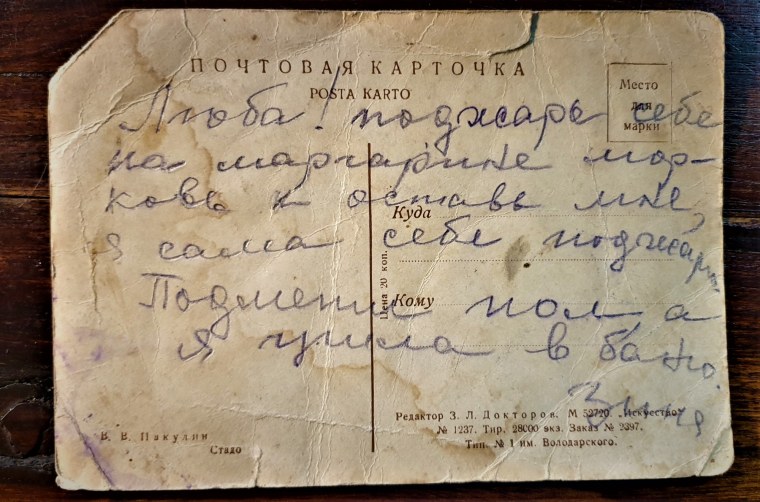 ПОЧТОВАЯ КАРТОЧКА
POSTA KARTO
Место
для
марки
Люба! поджарь себе
на маргарине мор-
ковь и оставь мне,
я сама себе поджарю.
Подмети пол, а
я ушла в баню.
Зина
Куда
Кому
Цена 20 коп.
В. В. Пакулин
Стадо
Редактор З. Л. Докторов. М 52720. „Искусство"
№ 1237. Тир. 28000 экз. Заказ № 2397.
Тип. № 1 им. Володарского.